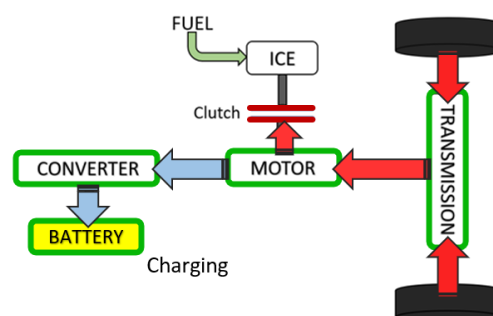 FUEL
ICE
Clutch
TRANSMISSION
CONVERTER
MOTOR
BATTERY
Charging